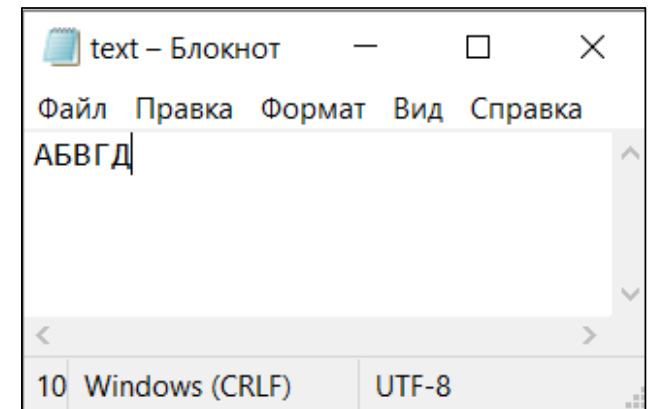 text – Блокнот
Файл Правка Формат Вид Справка
АБВГД
10 Windows (CRLF) UTF-8